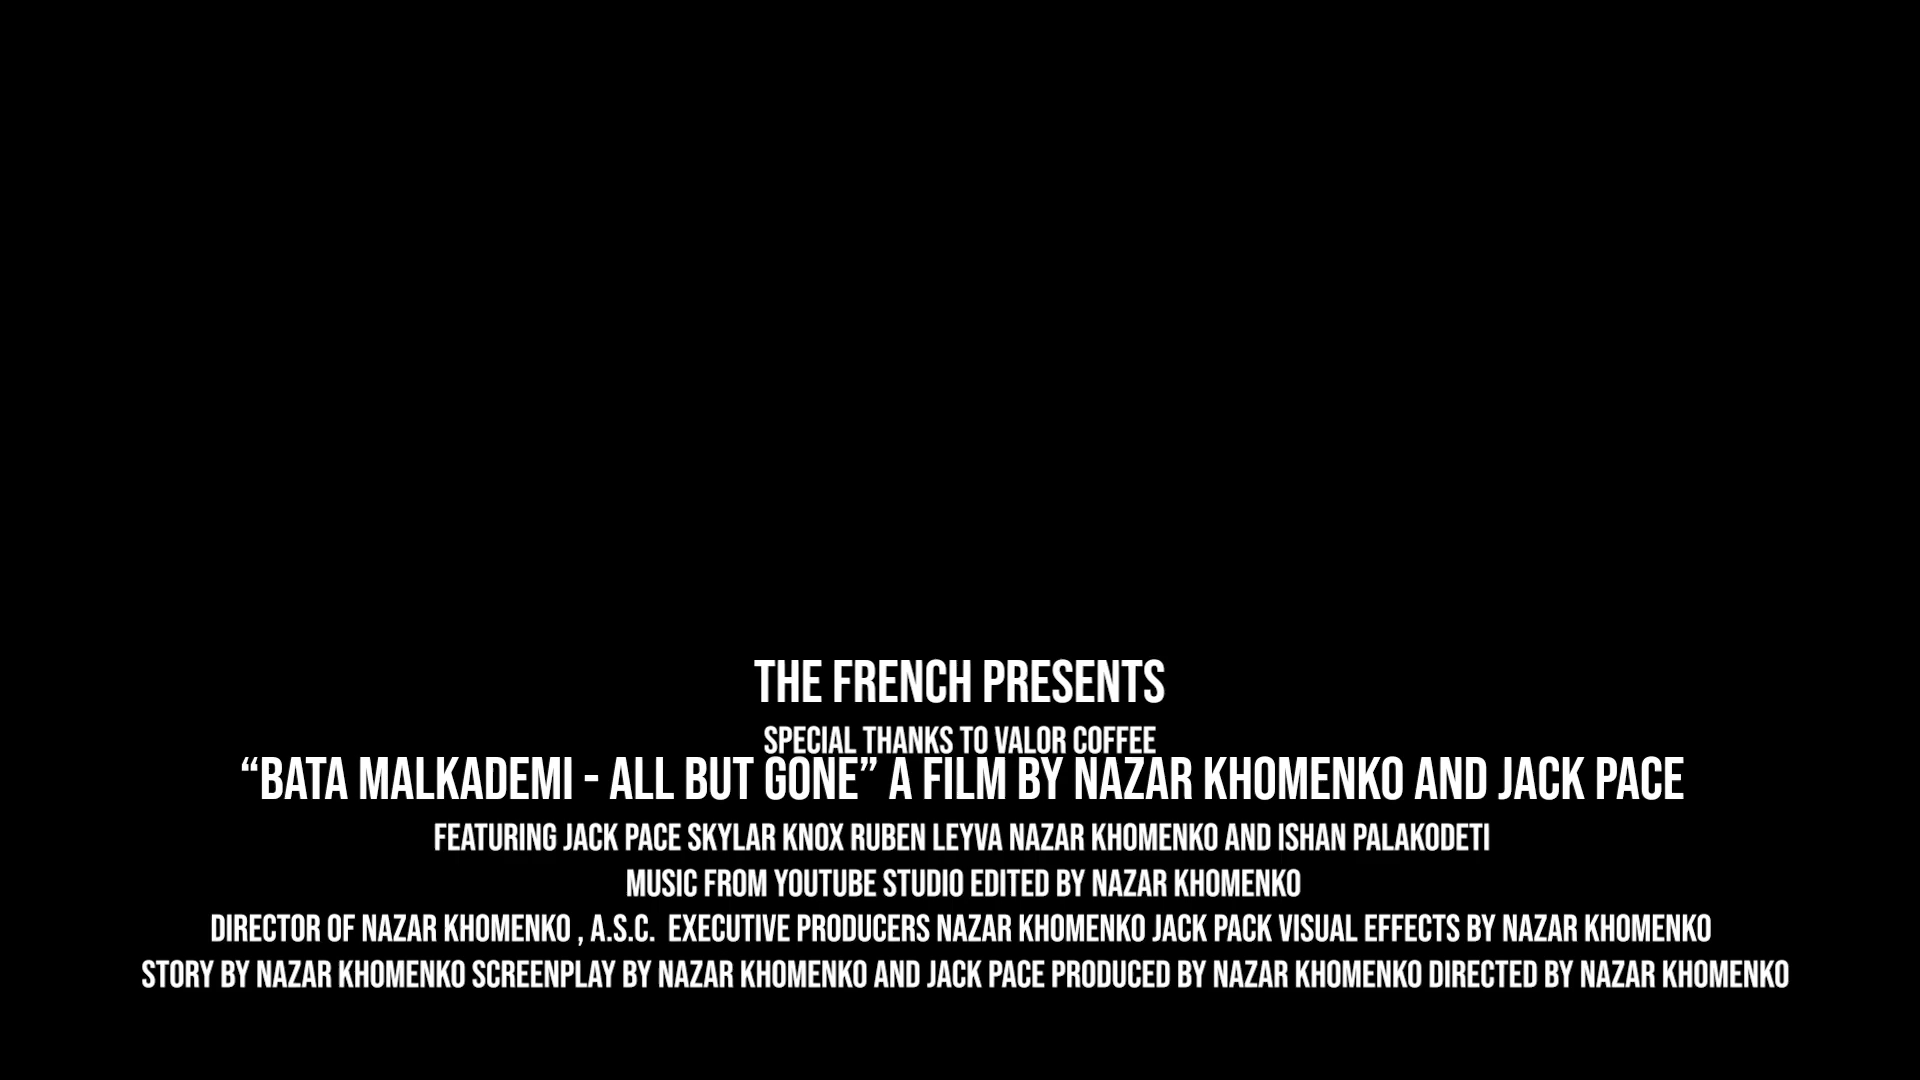 THE FRENCH PRESENTS
SPECIAL THANKS TO VALOR COFFEE
“BATA MALKADEMI - ALL BUT GONE” A FILM BY NAZAR KHOMENKO AND JACK PACE
FEATURING JACK PACE SKYLAR KNOX RUBEN LEYVA NAZAR KHOMENKO AND ISHAN PALAKODETI
MUSIC FROM YOUTUBE STUDIO EDITED BY NAZAR KHOMENKO
DIRECTOR OF NAZAR KHOMENKO , A.S.C.  EXECUTIVE PRODUCERS NAZAR KHOMENKO JACK PACK VISUAL EFFECTS BY NAZAR KHOMENKO
STORY BY NAZAR KHOMENKO SCREENPLAY BY NAZAR KHOMENKO AND JACK PACE PRODUCED BY NAZAR KHOMENKO DIRECTED BY NAZAR KHOMENKO